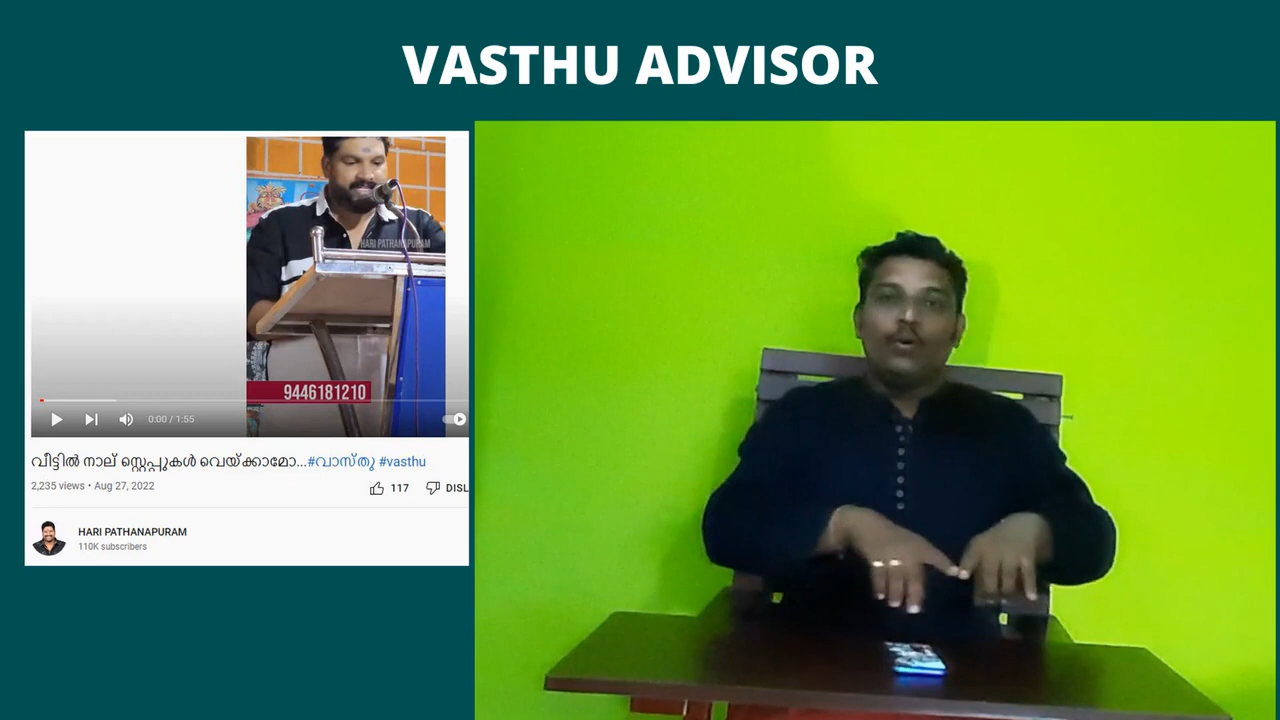 VASTHU ADVISOR
HARI PATHANAPURAM
9446181210
0:00 / 1:55
വീട്ടിൽ നാല് സ്റ്റെപ്പുകൾ വെയ്ക്കാമോ...#വാസ്തു #vasthu
2,235 views • Aug 27, 2022
117
DISL
HARI PATHANAPURAM
110K subscribers